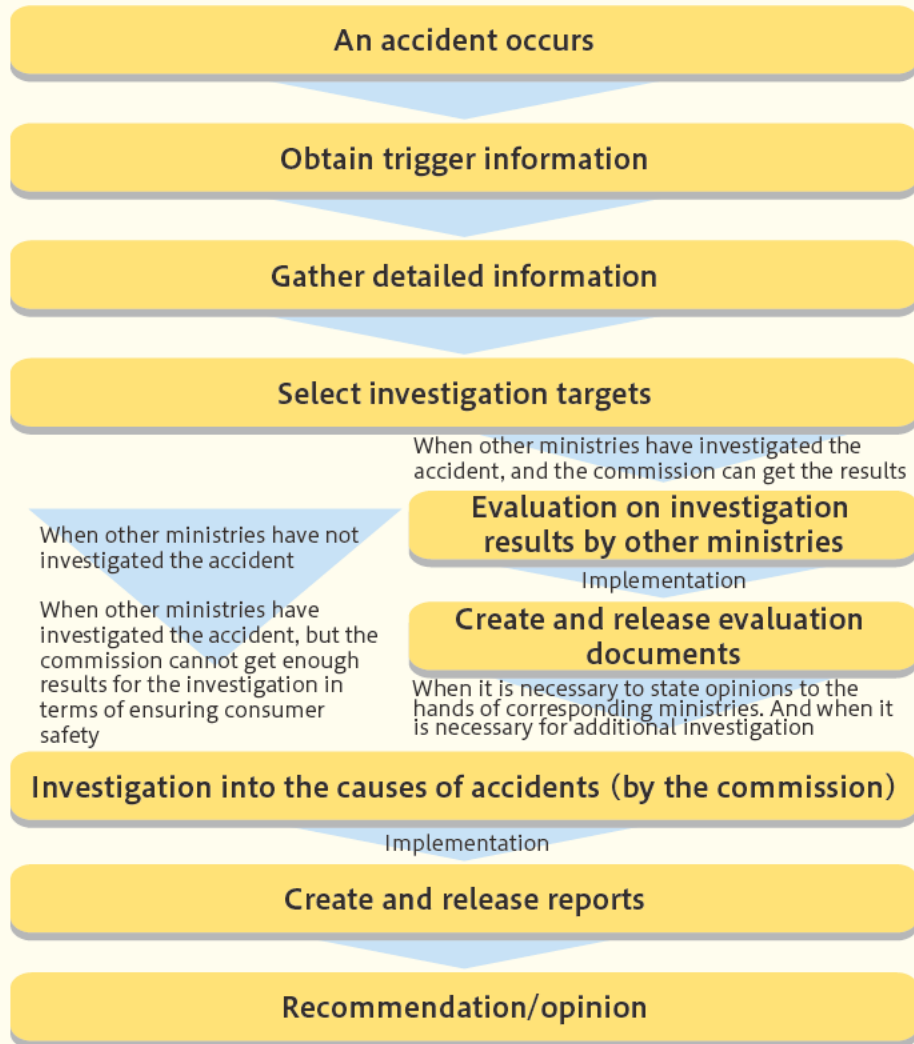 An accident occurs
Obtain trigger information
Gather detailed information
Select investigation targets
When other ministries have investigated the
accident, and the commission can get the results
Evaluation on investigation
results by other ministries
When other ministries have not
investigated the accident
Implementation
When other ministries have
investigated the accident, but the
commission cannot get enough
results for the investigation in
terms of ensuring consumer
safety
Create and release evaluation
documents
When it is necessary to state opinions to the
hands of corresponding ministries. And when it
is necessary for additional investigation
Investigation into the causes of accidents (by the commission)
Implementation
Create and release reports
Recommendation/opinion